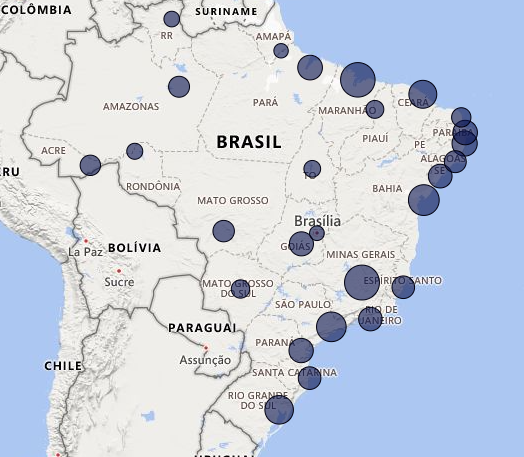 COLÔMBIA
SURINAME
RR
AMAPÁ
AMAZONAS
PARÁ
MARANHÃO
CEARÁ
PARAÍBA
PIAUÍ
PE
ALAGOAS
SE
BRASIL
ACRE
TO
RU
RONDÔNIA
MATO GROSSO
BAHIA
Brasília
GOIÁS
La Paz
BOLÍVIA
MINAS GERAIS
Sucre
MATO GROSSO
DO SUL
ESPÍRITO SANTO
SÃO PAULO
RIO DE
JANEIRO
PARAGUAI
PARANÁ
Assunção
CHILE
SANTA CATARINA
RIO GRANDE
DO SUL
URUGUAI